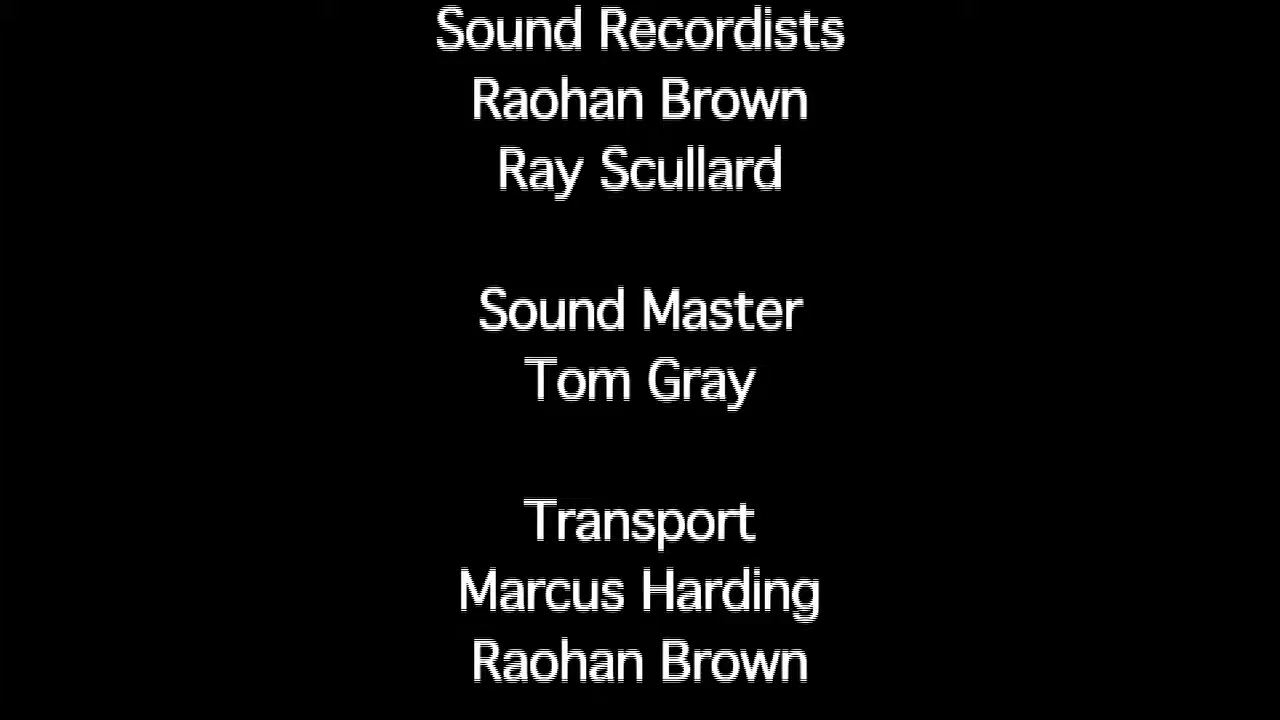 Sound Recordists
Raohan Brown
Ray Scullard
Sound Master
Tom Gray
Transport
Marcus Harding
Raohan Brown